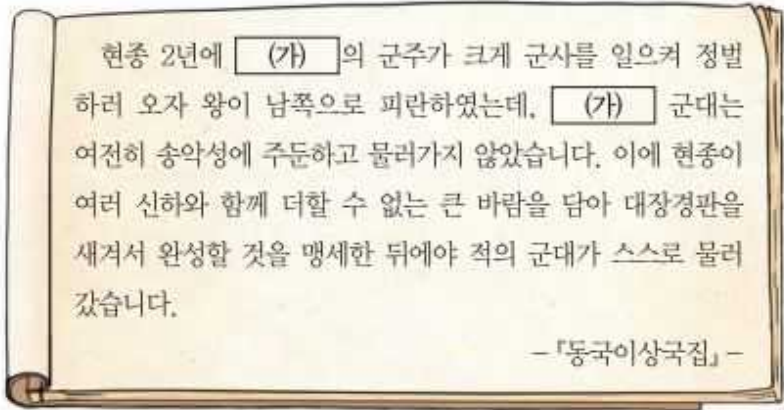 현종 2년에 (가) 의 군주가 크게 군사를 일으켜 정벌
하러 오자 왕이 남쪽으로 피란하였는데, (가) 군대는
여전히 송악성에 주둔하고 물러가지 않았습니다. 이에 현종이
여러 신하와 함께 더할 수 없는 큰 바람을 담아 대장경판을
새겨서 완성할 것을 맹세한 뒤에야 적의 군대가 스스로 물러
갔습니다.
-『동국이상국집』-